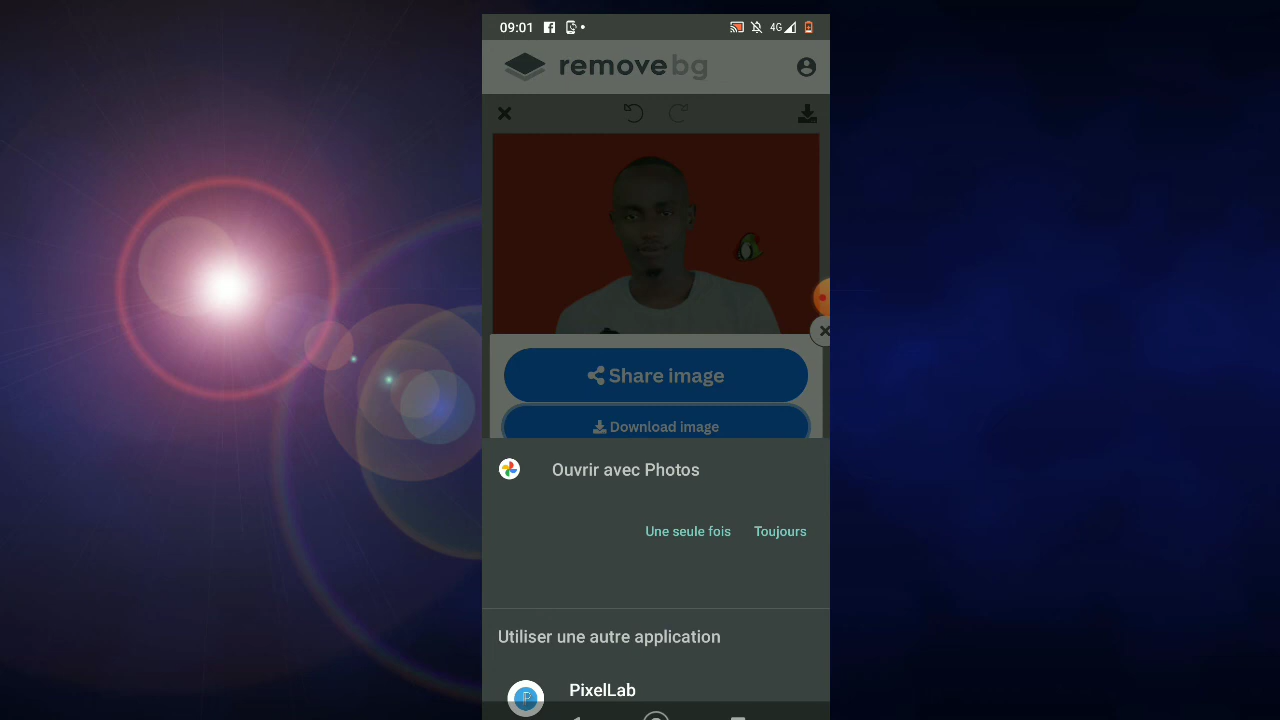 09:01
4G
remove bg
Share image
Download image
Ouvrir avec Photos
Une seule fois Toujours
Utiliser une autre application
PixelLab